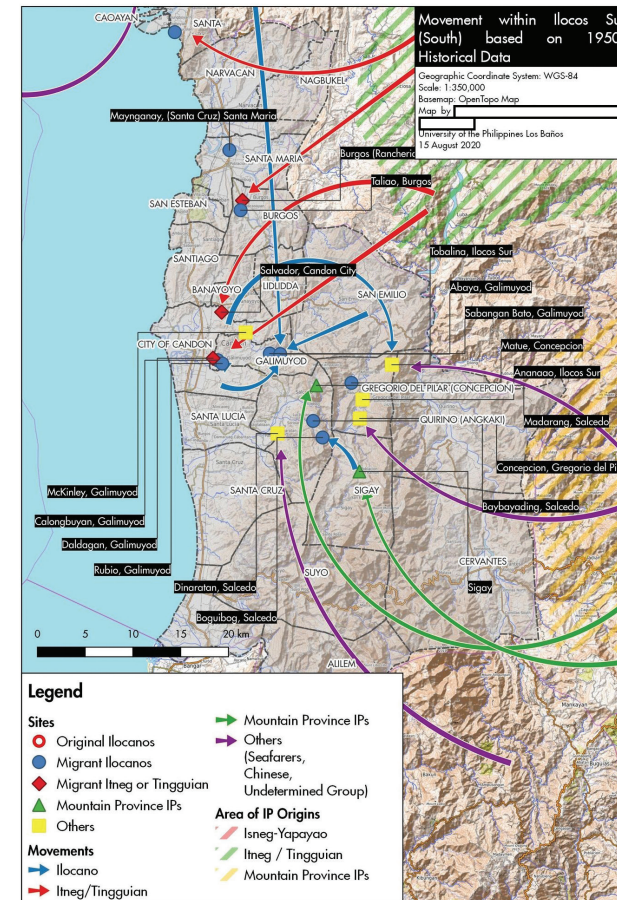 CAOAYAN
SANTA
Movement within Ilocos Su
(South) based on 1950
Historical Data
Geographic Coordinate System: WGS-84
Scale: 1:350,000
Basemap: OpenTopo Map
Map by
University of the Philippines Los Baños
15 August 2020
NARVACAN
NAGBUKEL
Maynganay, (Santa Cruz) Santa Maria
SANTA MARIA
Burgos (Rancheric
Taliao, Burgos
SAN ESTEBAN
BURGOS
SANTIAGO
Tobalina, Ilocos Sur
Salvador, Candon City
BANAYOYO
LIDLIDDA
SAN EMILIO
Abaya, Galimuyod
Sabangan Bato, Galimuyod
CITY OF CANDON
GALIMUYOD
Matue, Concepcion
Ananaao, Ilocos Sur
GREGORIO DEL PILAR (CONCEPCION)
SANTA LUCIA
QUIRINO (ANGKAKI)
Madarang, Salcedo
Concepcion, Gregorio del Pi
McKinley, Galimuyod
SANTA CRUZ
SIGAY
Baybayading, Salcedo
Calongbuyan, Galimuyod
Daldagan, Galimuyod
Rubio, Galimuyod
CERVANTES
SUYO
Dinaratan, Salcedo
Sigay
Boguibog, Salcedo
0 5 10 15 20 km
ALILEM
Bangar
Mankayan
Buguias
Bakun
Kibungan
Legend
Sites
Original Ilocanos
Migrant Ilocanos
Migrant Itneg or Tingguian
Mountain Province IPs
Others
Movements
Ilocano
Itneg/Tingguian
Mountain Province IPs
Others
(Seafarers,
Chinese,
Undetermined Group)
Area of IP Origins
Isneg-Yapayao
Itneg / Tingguian
Mountain Province IPs